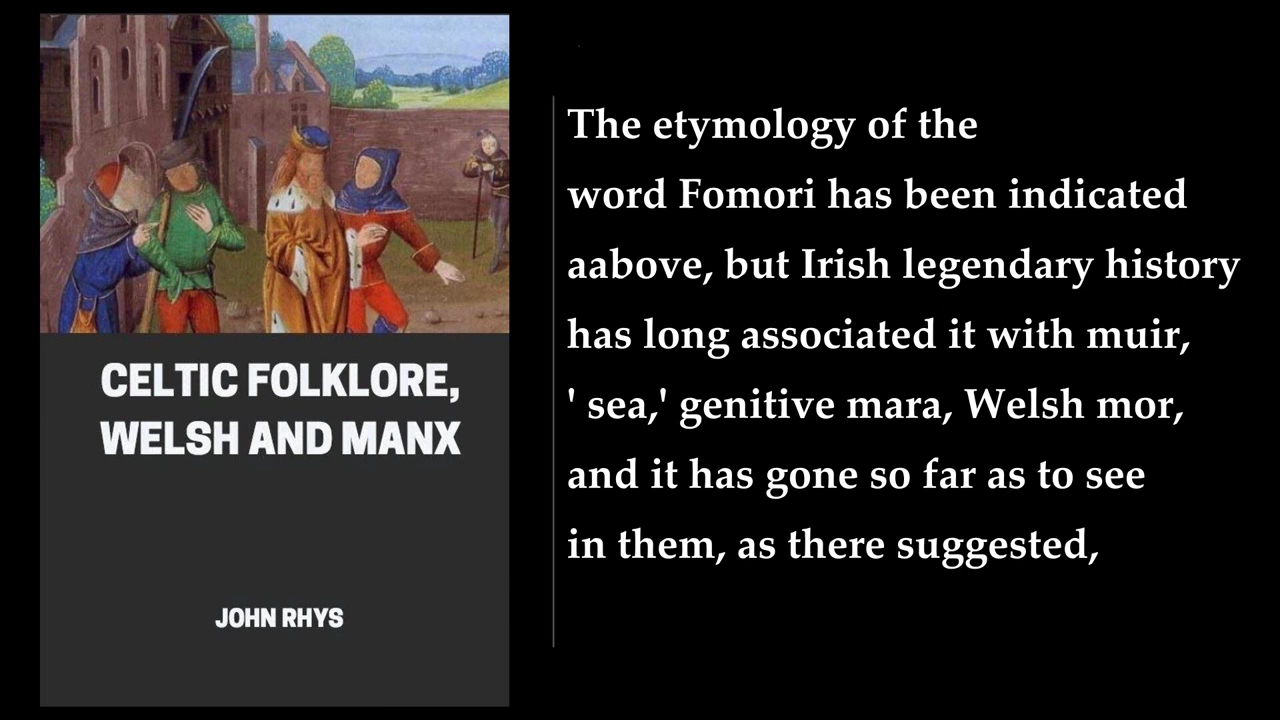 CELTIC FOLKLORE,
WELSH AND MANX
JOHN RHYS
The etymology of the
word Fomori has been indicated
aabove, but Irish legendary history
has long associated it with muir,
' sea,' genitive mara, Welsh mor,
and it has gone so far as to see
in them, as there suggested,